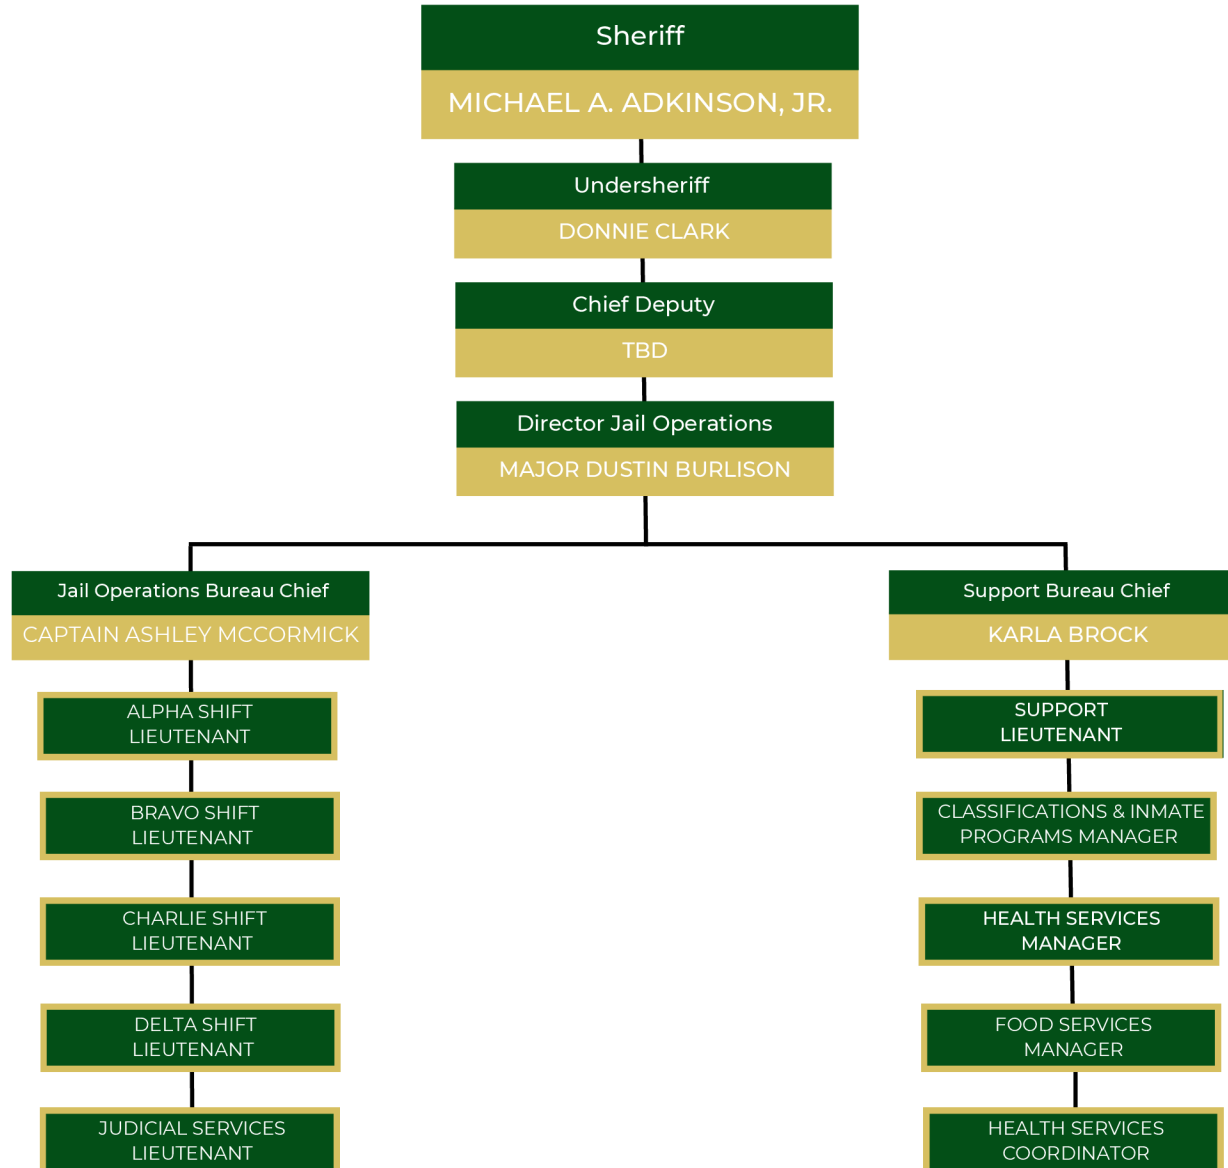 Sheriff
MICHAEL A. ADKINSON, JR.
Undersheriff
DONNIE CLARK
Chief Deputy
TBD
Director Jail Operations
MAJOR DUSTIN BURLISON
Jail Operations Bureau Chief
CAPTAIN ASHLEY MCCORMICK
ALPHA SHIFT
LIEUTENANT
BRAVO SHIFT
LIEUTENANT
CHARLIE SHIFT
LIEUTENANT
DELTA SHIFT
LIEUTENANT
JUDICIAL SERVICES
LIEUTENANT
Support Bureau Chief
KARLA BROCK
SUPPORT
LIEUTENANT
CLASSIFICATIONS & INMATE
PROGRAMS MANAGER
HEALTH SERVICES
MANAGER
FOOD SERVICES
MANAGER
HEALTH SERVICES
COORDINATOR